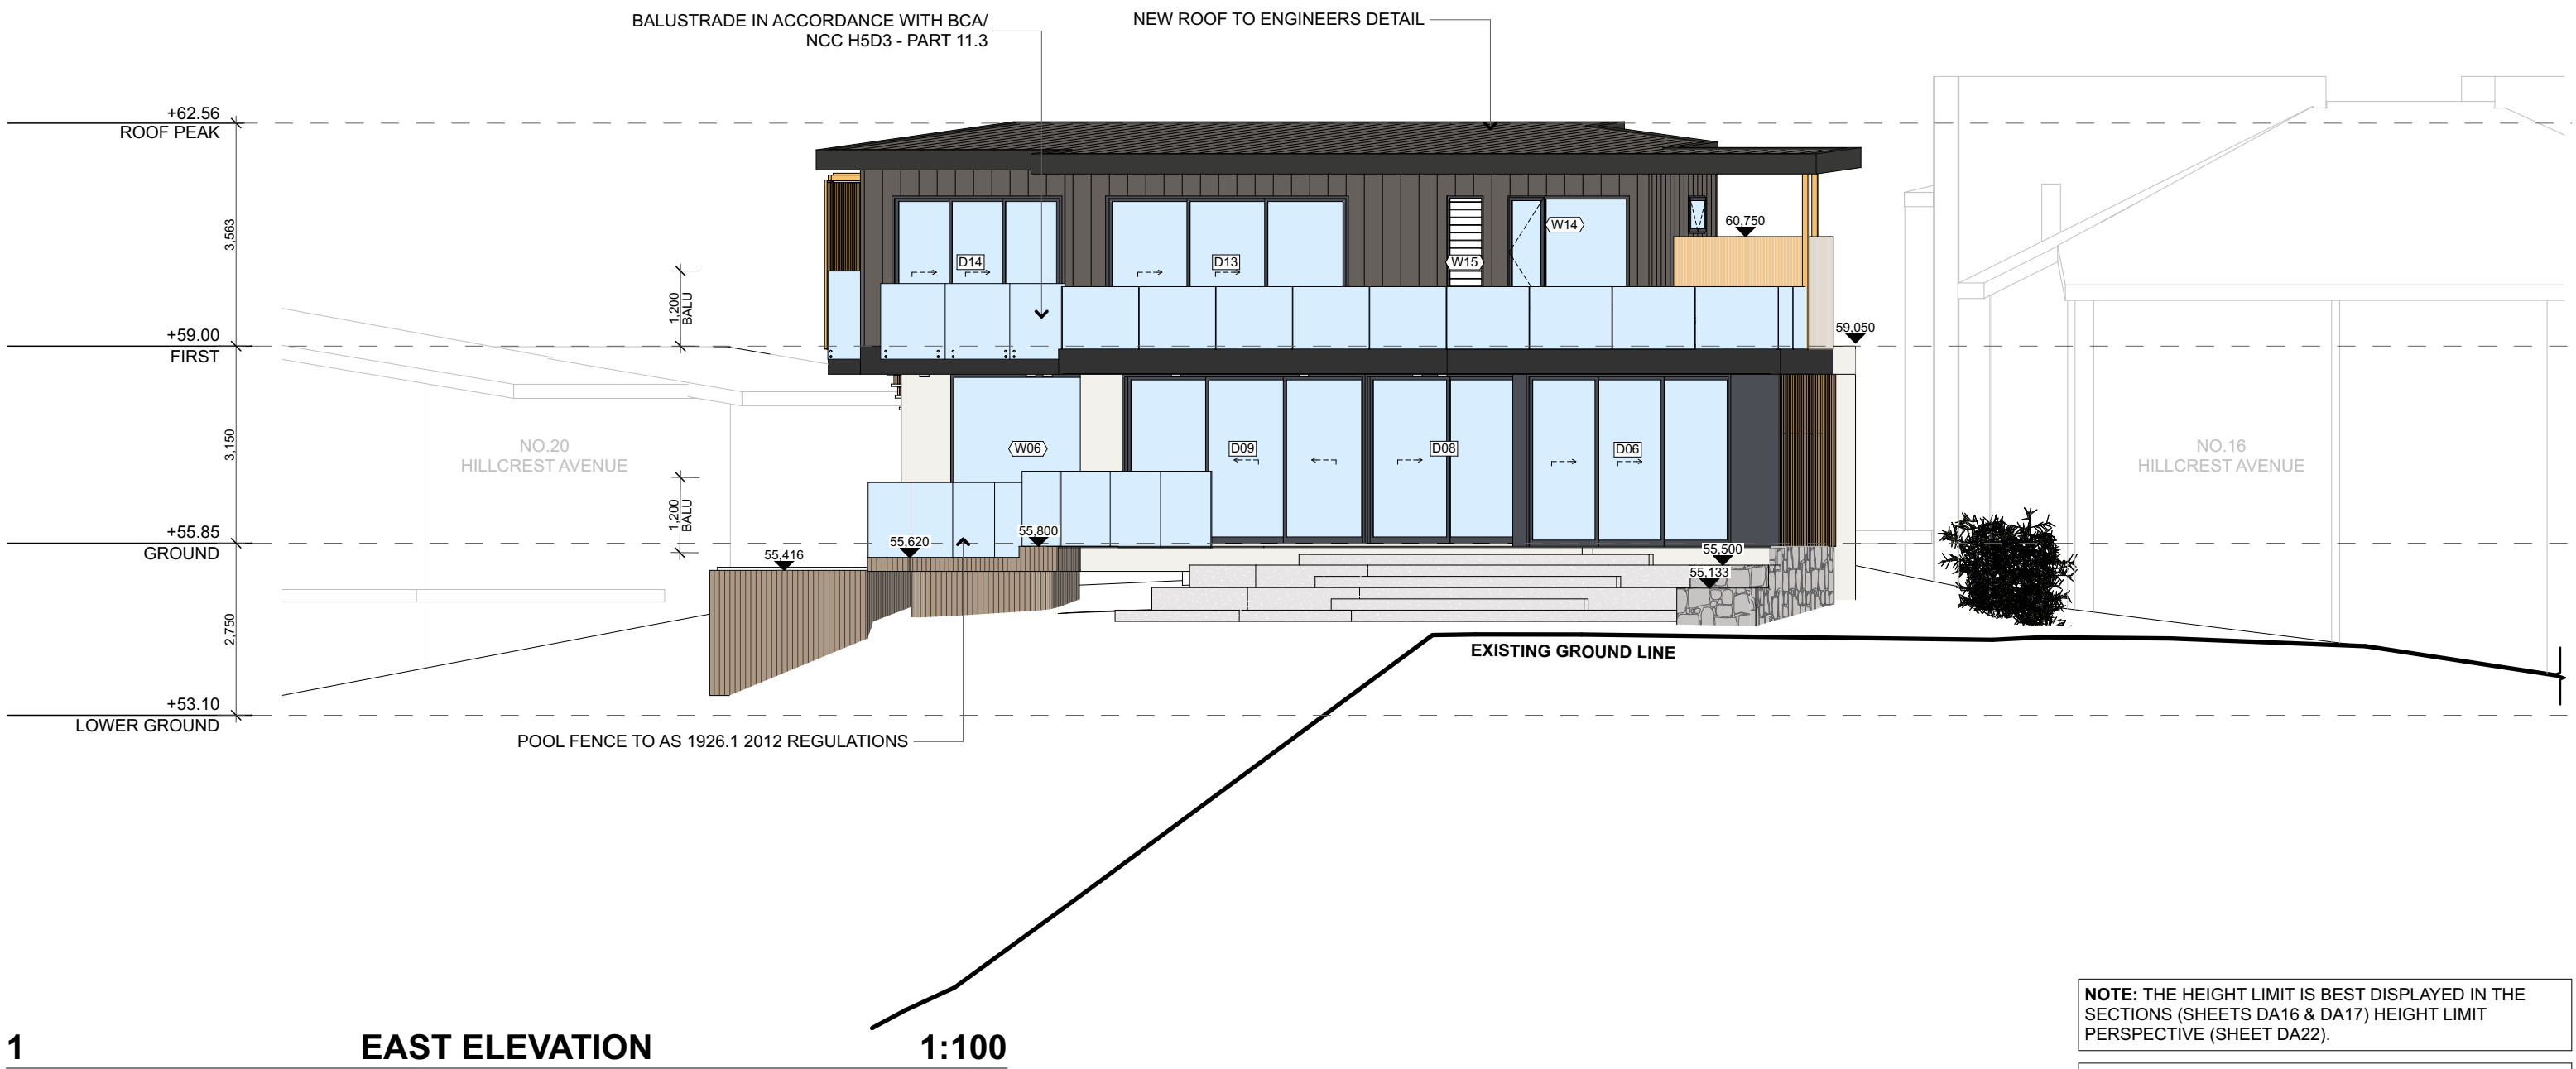 BALUSTRADE IN ACCORDANCE WITH BCA/
NCC H5D3 - PART 11.3
NEW ROOF TO ENGINEERS DETAIL
+62.56
ROOF PEAK
3,563
60,750
W14
D14
D13
W15
1,200
BALU
+59.00
FIRST
59,050
3,150
NO.20
HILLCREST AVENUE
W06
D09
D08
D06
NO.16
HILLCREST AVENUE
1,200
BALU
+55.85
GROUND
55,416
55,620
55,800
55,500
55,133
2,750
EXISTING GROUND LINE
+53.10
LOWER GROUND
POOL FENCE TO AS 1926.1 2012 REGULATIONS
NOTE: THE HEIGHT LIMIT IS BEST DISPLAYED IN THE
SECTIONS (SHEETS DA16 & DA17) HEIGHT LIMIT
PERSPECTIVE (SHEET DA22).
1 EAST ELEVATION 1:100